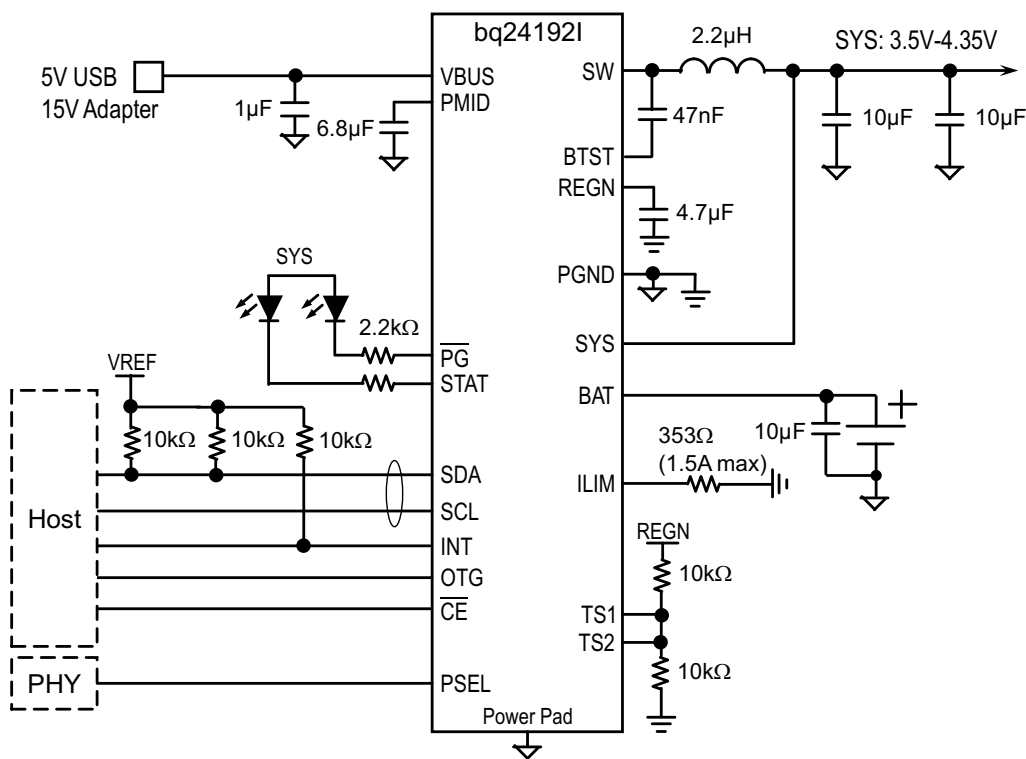 bq24192I
5V USB
15V Adapter
1µF
6.8µF
VBUS
PMID
SYS
2.2kΩ
PG
STAT
VREF
10kΩ
10kΩ
10kΩ
Host
SDA
SCL
INT
OTG
CE
PHY
PSEL
Power Pad
SW
2.2µH
SYS: 3.5V-4.35V
47nF
10µF
10µF
BTST
REGN
4.7µF
PGND
SYS
BAT
10µF
353Ω
(1.5A max)
ILIM
REGN
10kΩ
TS1
TS2
10kΩ